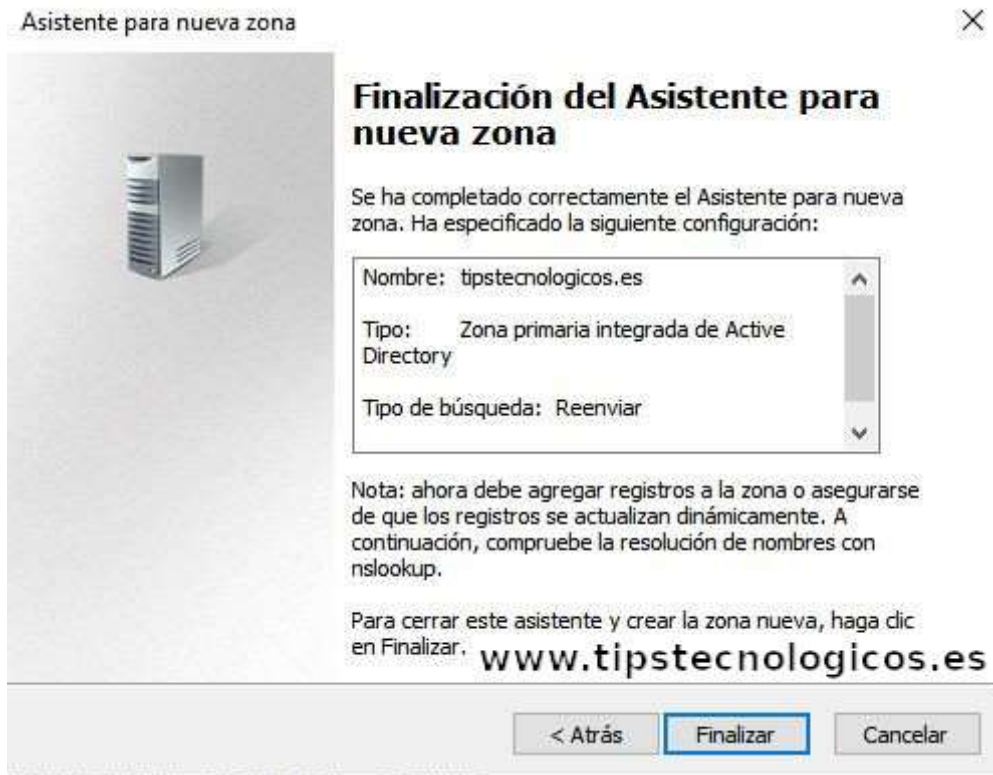 Asistente para nueva zona
Finalización del Asistente para
nueva zona
Se ha completado correctamente el Asistente para nueva
zona. Ha especificado la siguiente configuración:
Nombre: tipstecnologicos.es
Tipo: Zona primaria integrada de Active
Directory
Tipo de búsqueda: Reenviar
Nota: ahora debe agregar registros a la zona o asegurarse
de que los registros se actualizan dinámicamente. A
continuación, compruebe la resolución de nombres con
nslookup.
Para cerrar este asistente y crear la zona nueva, haga clic
en Finalizar.
www.tipstecnologicos.es
< Atrás Finalizar Cancelar